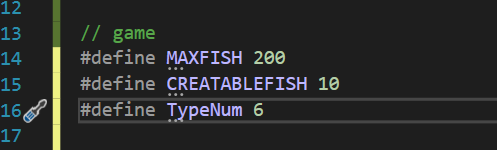 12
13 // game
14 #define MAXFISH 200
15 #define CREATABLEFISH 10
16 #define TypeNum 6
17